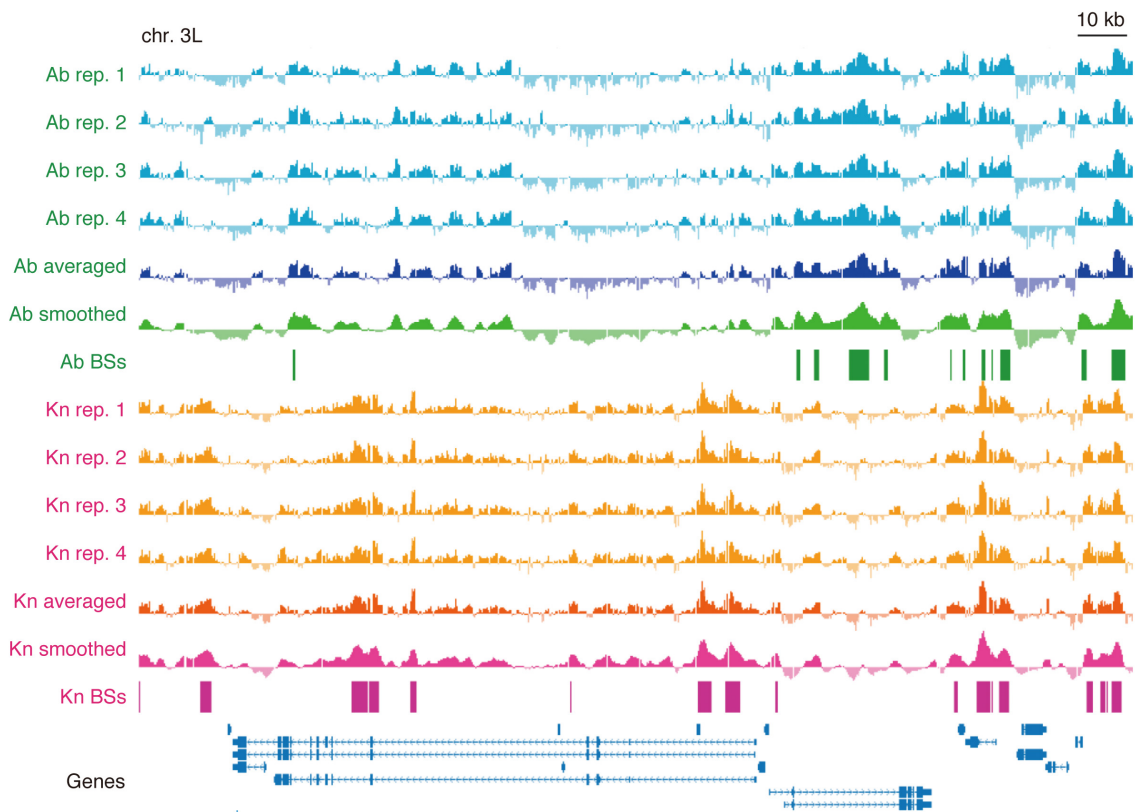 10 kb
chr. 3L
Ab rep. 1
Ab rep. 2
Ab rep. 3
Ab rep. 4
Ab averaged
Ab smoothed
Ab BSs
Kn rep. 1
Kn rep. 2
Kn rep. 3
Kn rep. 4
Kn averaged
Kn smoothed
Kn BSs
Genes